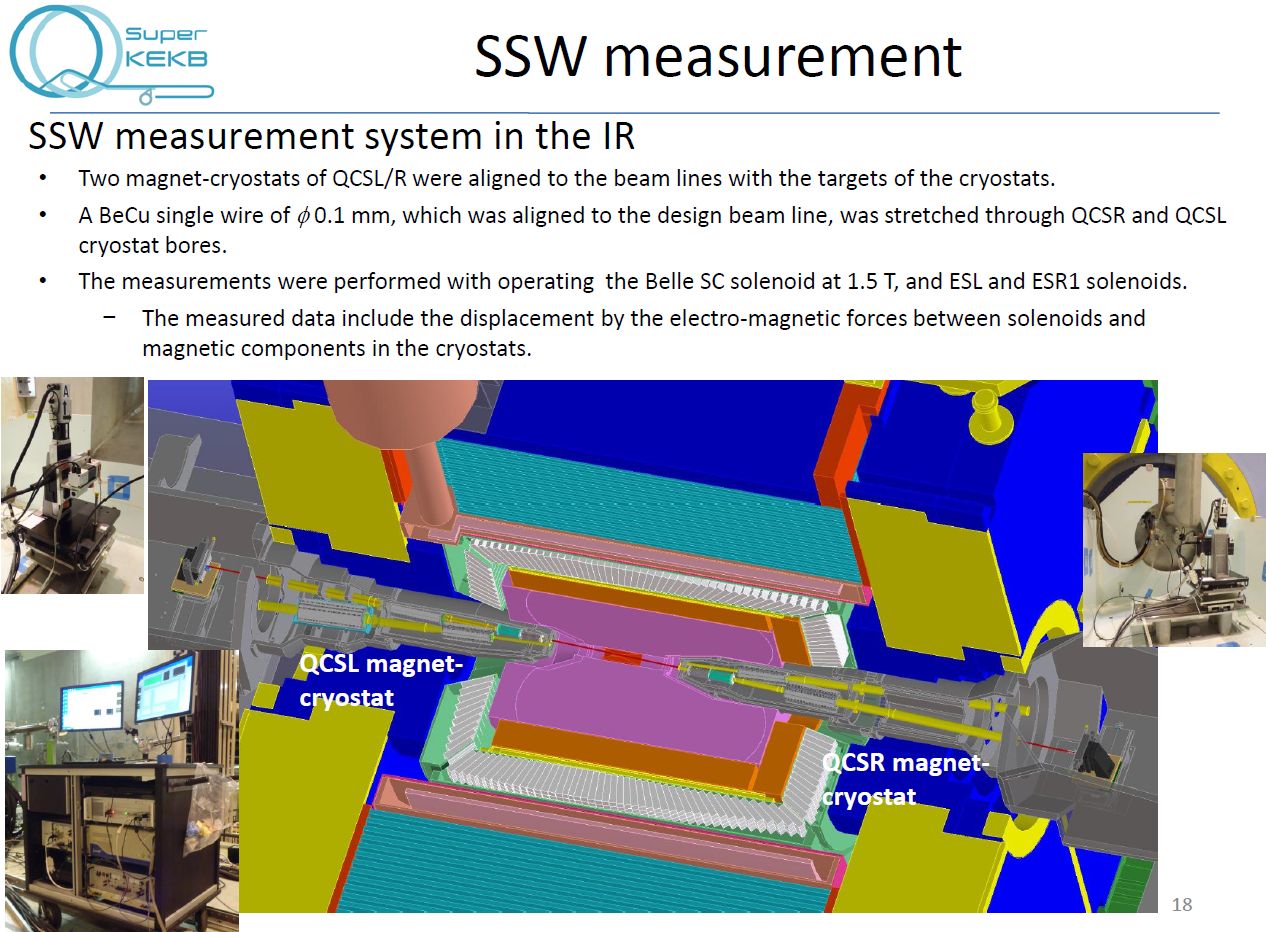 Super
KEKB
SSW measurement
SSW measurement system in the IR
• Two magnet-cryostats of QCSL/R were aligned to the beam lines with the targets of the cryostats.
• A BeCu single wire of ϕ 0.1 mm, which was aligned to the design beam line, was stretched through QCSR and QCSL
cryostat bores.
• The measurements were performed with operating  the Belle SC solenoid at 1.5 T, and ESL and ESR1 solenoids.
– The measured data include the displacement by the electro-magnetic forces between solenoids and
magnetic components in the cryostats.
A
QCSL magnet-
cryostat
QCSR magnet-
cryostat
18